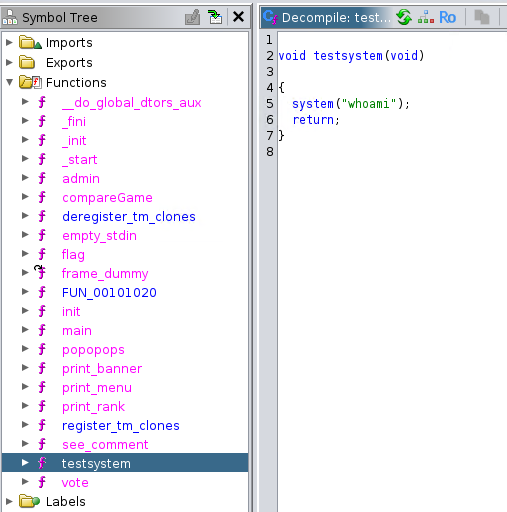 Symbol Tree
Imports
Exports
Functions
__do_global_dtors_aux
_fini
_init
_start
admin
compareGame
deregister_tm_clones
empty_stdin
flag
frame_dummy
FUN_00101020
init
main
popopops
print_banner
print_menu
print_rank
register_tm_clones
see_comment
testsystem
vote
Labels
Decompile: test... Ro
1
2 void testsystem(void)
3
4 {
5 system("whoami");
6 return;
7 }
8